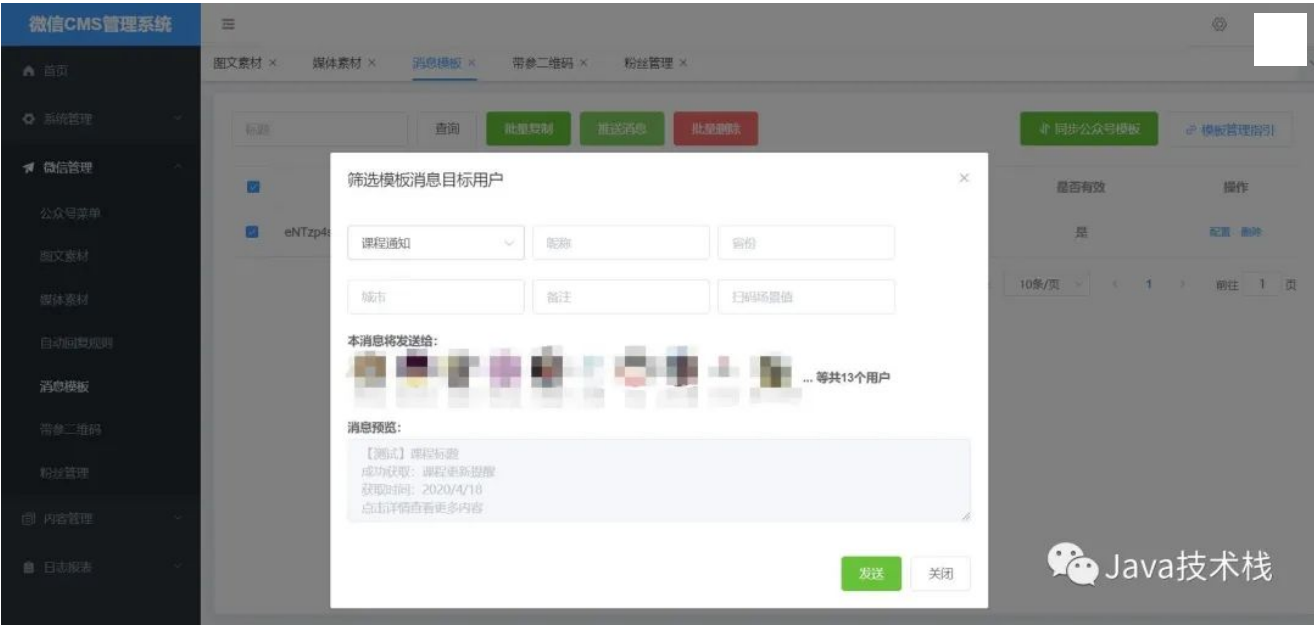 微信CMS管理系统
首页
系统管理
微信管理
公众号菜单
图文素材
媒体素材
自动回复规则
消息模板
带参二维码
粉丝管理
内容管理
日志报表
图文素材 × 媒体素材 × 消息模板 × 带参二维码 × 粉丝管理 ×
标题 查询 批量复制 推送消息 批量删除 同步公众号模板 模板管理指引
是否有效 操作
eNTzp4 是 配置 删除
10条/页 1 前往 1 页
筛选模板消息目标用户
课程通知 昵称 省份
城市 备注 扫码场景值
本消息将发送给:
... 等共13个用户
消息预览:
【测试】课程标题
成功获取：课程更新提醒
获取时间：2020/4/18
点击详情查看更多内容
发送 关闭
Java技术栈